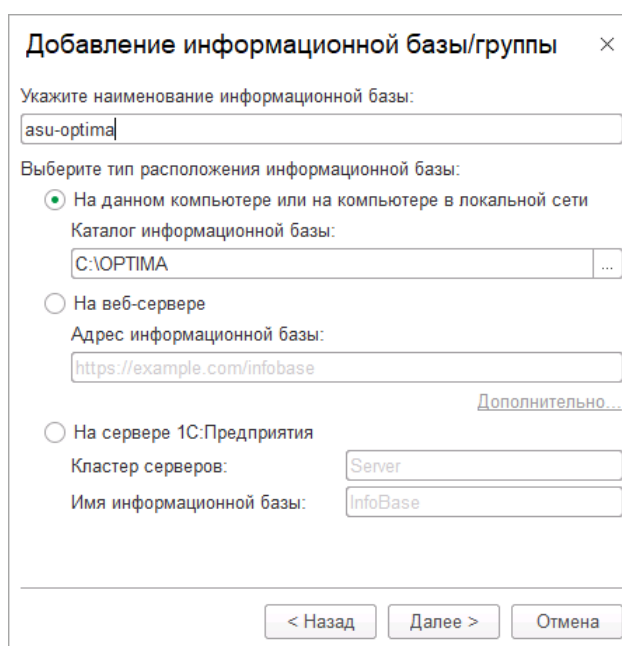 Добавление информационной базы/группы
Укажите наименование информационной базы:
asu-optima
Выберите тип расположения информационной базы:
На данном компьютере или на компьютере в локальной сети
Каталог информационной базы:
C:\OPTIMA ...
На веб-сервере
Адрес информационной базы:
https://example.com/infobase
Дополнительно...
На сервере 1С:Предприятия
Кластер серверов: Server
Имя информационной базы: InfoBase
< Назад Далее > Отмена